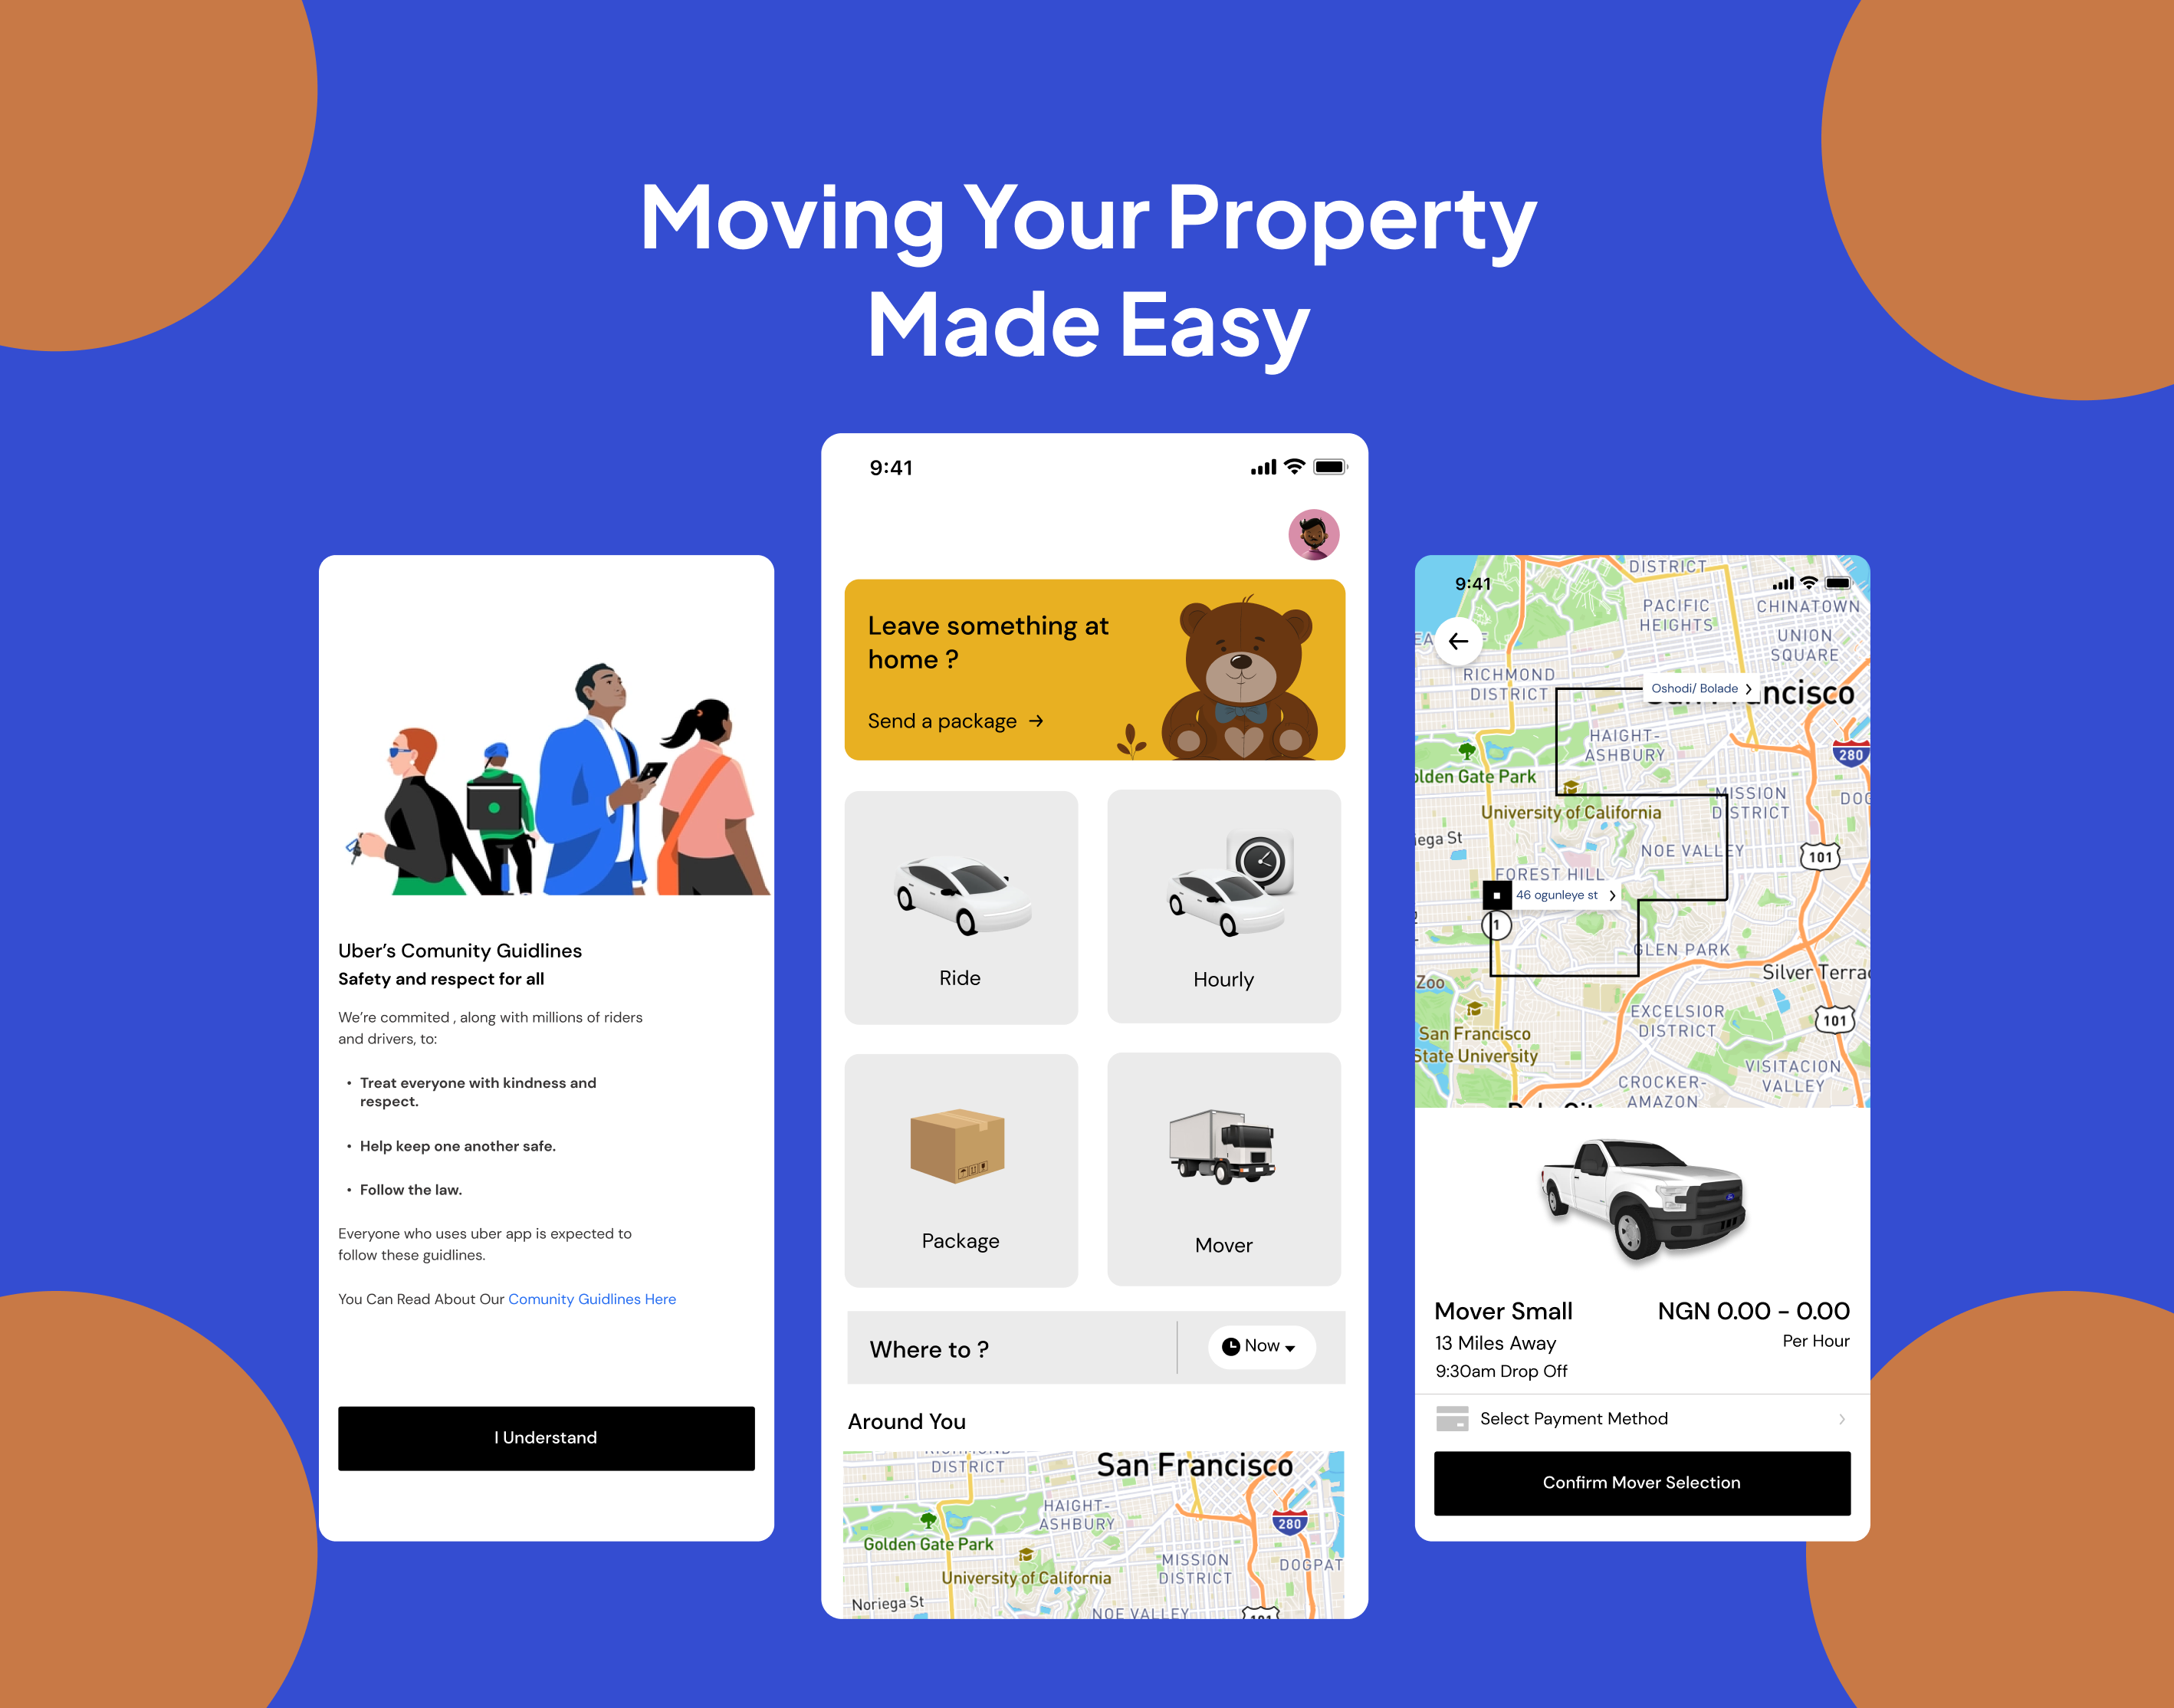 Moving Your Property
Made Easy
Uber's Comunity Guidlines
Safety and respect for all
We're commited , along with millions of riders
and drivers, to:
• Treat everyone with kindness and
respect.
• Help keep one another safe.
• Follow the law.
Everyone who uses uber app is expected to
follow these guidlines.
You Can Read About Our Comunity Guidlines Here
I Understand
9:41
Leave something at
home ?
Send a package →
Ride
Hourly
Package
Mover
Where to ?
Now
Around You
RICHMOND
DISTRICT
San Francisco
HAIGHT-
ASHBURY
280
Golden Gate Park
University of California
MISSION
DISTRICT
DOGPAT
Noriega St
NOE VALLEY
101
9:41
DISTRICT
PACIFIC
HEIGHTS
CHINATOWN
UNION
SQUARE
RICHMOND
DISTRICT
Oshodi/ Bolade
ncisco
HAIGHT-
ASHBURY
280
olden Gate Park
University of California
MISSION
DISTRICT
DOG
iega St
NOE VALLEY
101
FOREST HILL
46 ogunleye st
1
GLEN PARK
Silver Terrac
Zoo
EXCELSIOR
DISTRICT
101
San Francisco
State University
VISITACION
VALLEY
CROCKER-
AMAZON
Mover Small
NGN 0.00 - 0.00
13 Miles Away
Per Hour
9:30am Drop Off
Select Payment Method
Confirm Mover Selection